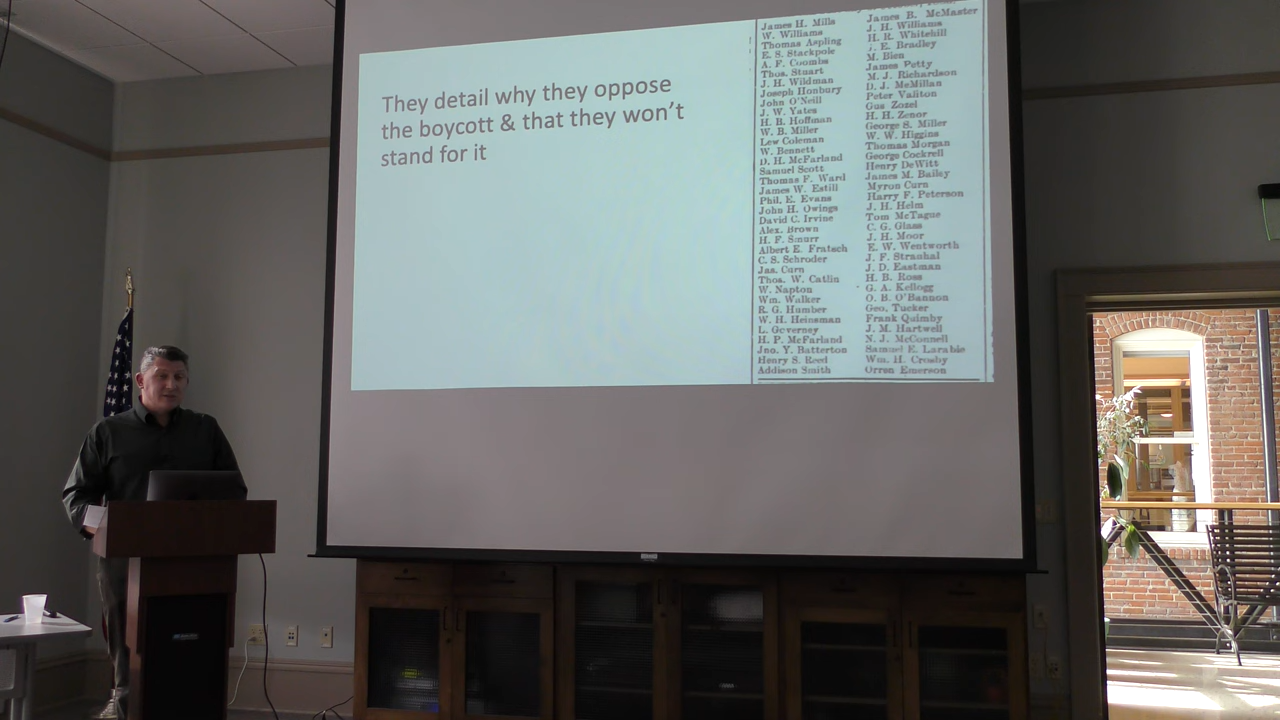 They detail why they oppose
the boycott & that they won't
stand for it
James H. Mills
W. Williams
Thomas Aspling
E. S. Stackpole
A. F. Coombs
Thos. Stuart
J. H. Wildman
Joseph Honbury
John O'Neill
J. W. Yates
H. B. Hoffman
W. B. Miller
Lew Coleman
W. Bennett
D. H. McFarland
Samuel Scott
Thomas F. Ward
James W. Estill
Phil. E. Evans
John H. Owings
David C. Irvine
Alex. Brown
H. F. Smurr
Albert E. Fratsch
C. S. Schroder
Jas. Curn
Thos. W. Catlin
W. Napton
Wm. Walker
R. G. Humber
W. H. Heinsman
L. Geverney
H. P. McFarland
Jno. Y. Batterton
Henry S. Reed
Addison Smith
James B. McMaster
J. H. Williams
H. R. Whitehill
J. E. Bradley
M. Bien
James Petty
M. J. Richardson
D. J. McMillan
Peter Valiton
Gus Zozel
H. H. Zenor
George S. Miller
W. W. Higgins
Thomas Morgan
George Cockrell
Henry DeWitt
James M. Bailey
Myron Curn
Harry F. Peterson
J. H. Helm
Tom McTague
C. G. Glass
J. H. Moor
E. W. Wentworth
J. F. Strauhal
J. D. Eastman
H. B. Ross
G. A. Kellogg
O. B. O'Bannon
Geo. Tucker
Frank Quimby
J. M. Hartwell
N. J. McConnell
Samuel E. Larabie
Wm. H. Crosby
Orren Emerson